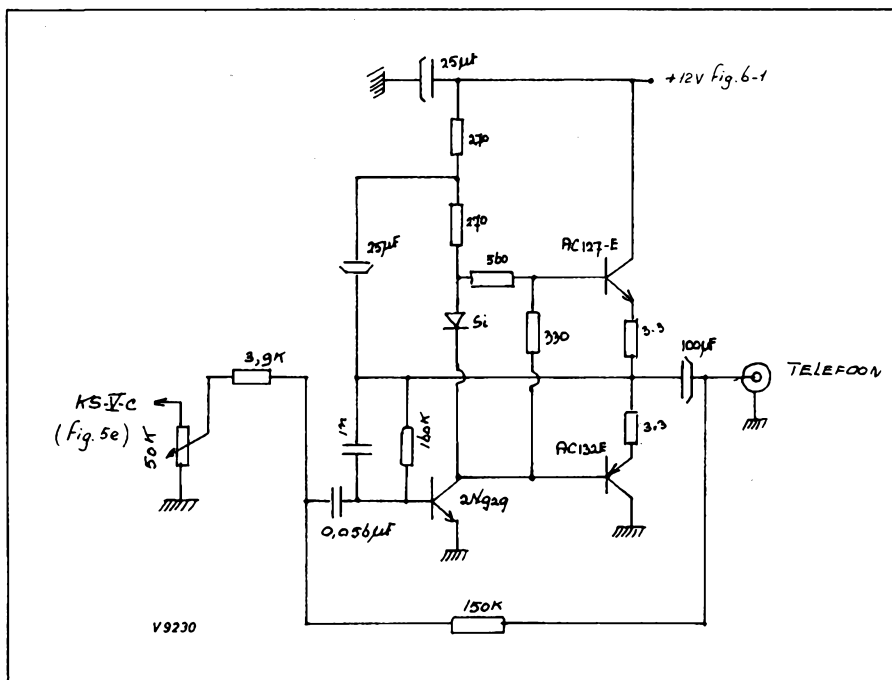 25µf
+12V Fig. 6-1
270
270
25µF
AC127-E
560
Si
330
3.3
100µF
3,9K
TELEFOON
KS-V-C
(Fig. 5e)
50K
1n
160K
3.3
AC132E
2N929
0,056µf
150K
V9230